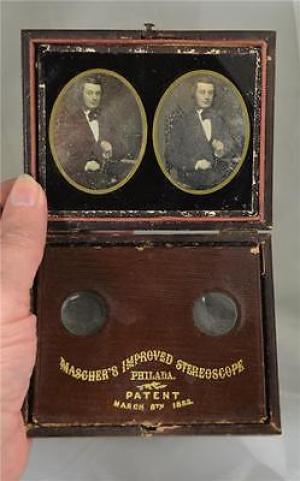 MASCHER'S IMPROVED STEREOSCOPE
PHILADA.
PATENT
MARCH 8TH 1853.